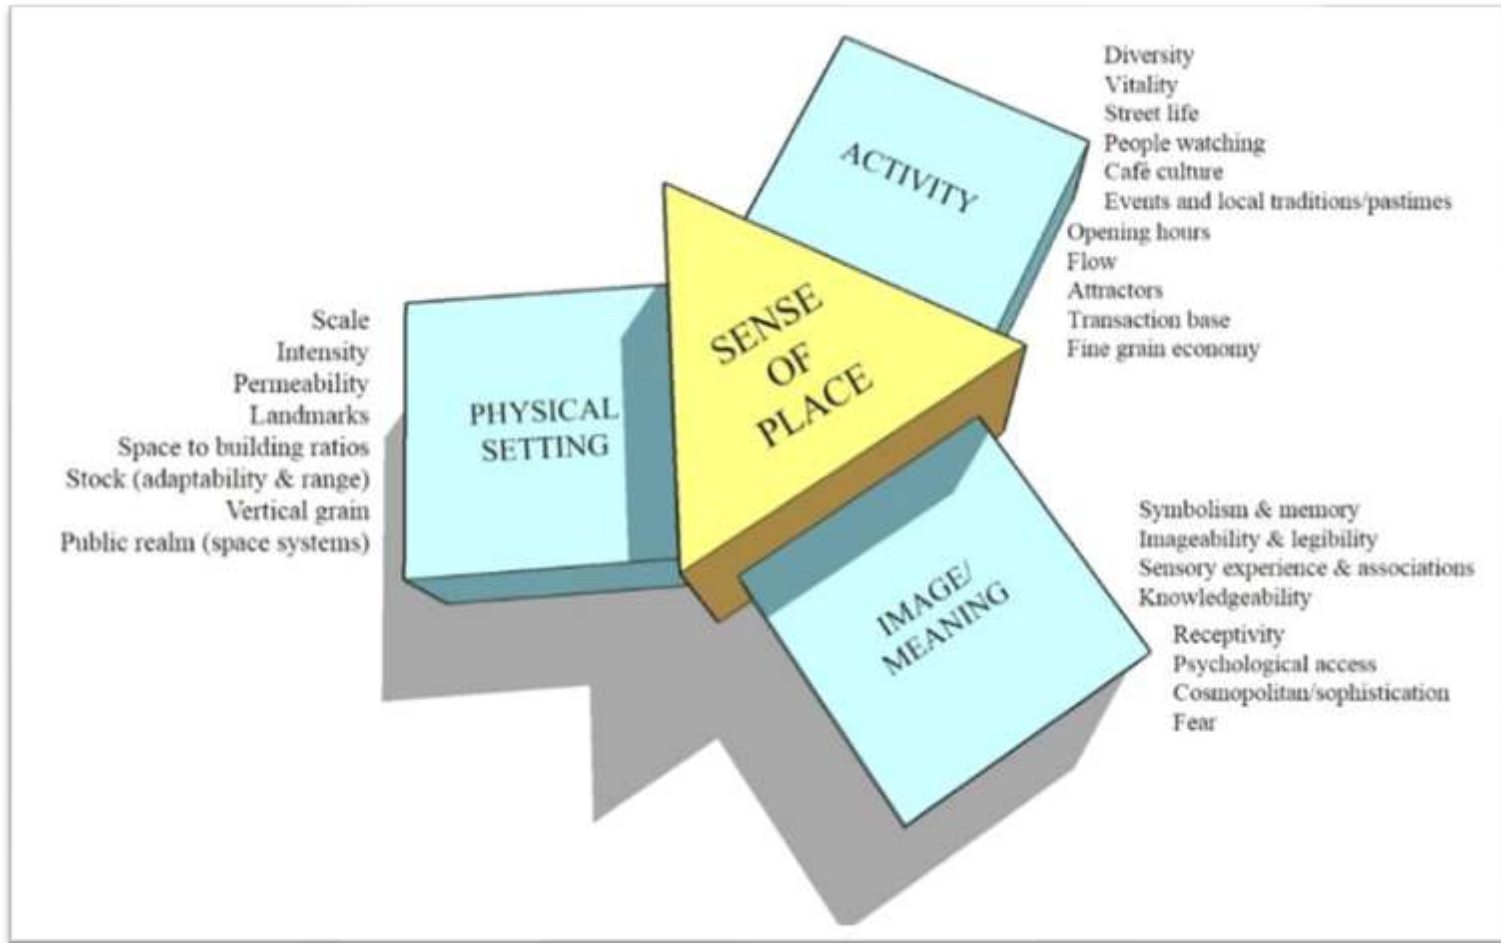 Diversity
Vitality
Street life
People watching
Café culture
Events and local traditions/pastimes
Opening hours
Flow
Attractors
Transaction base
Fine grain economy
ACTIVITY
SENSE
OF
PLACE
Scale
Intensity
Permeability
Landmarks
Space to building ratios
Stock (adaptability & range)
Vertical grain
Public realm (space systems)
PHYSICAL
SETTING
IMAGE/
MEANING
Symbolism & memory
Imageability & legibility
Sensory experience & associations
Knowledgeability
Receptivity
Psychological access
Cosmopolitan/sophistication
Fear